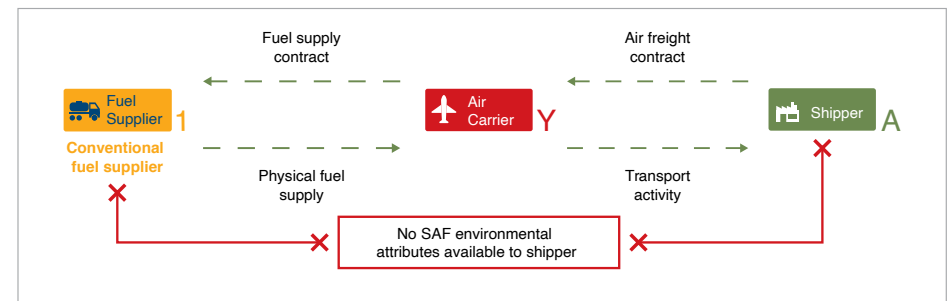 Fuel supply
contract
Air freight
contract
Fuel
Supplier
1
Air
Carrier
Y
Shipper
A
Conventional
fuel supplier
Physical fuel
supply
Transport
activity
No SAF environmental
attributes available to shipper